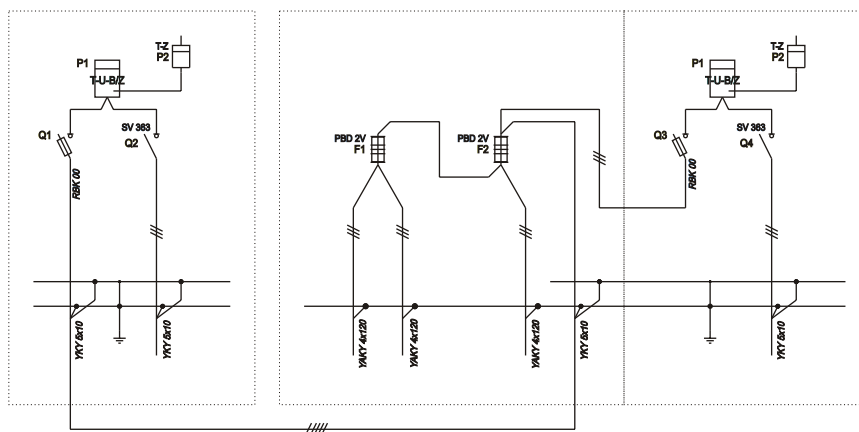 P1
T-Z
P2
T-U-B/Z
Q1
SV 363
Q2
RBK 00
YKY 5x10
YKY 5x10
PBD 2V
F1
PBD 2V
F2
YAKY 4x120
YAKY 4x120
YAKY 4x120
YKY 5x10
P1
T-Z
P2
T-U-B/Z
Q3
SV 363
Q4
RBK 00
YKY 5x10